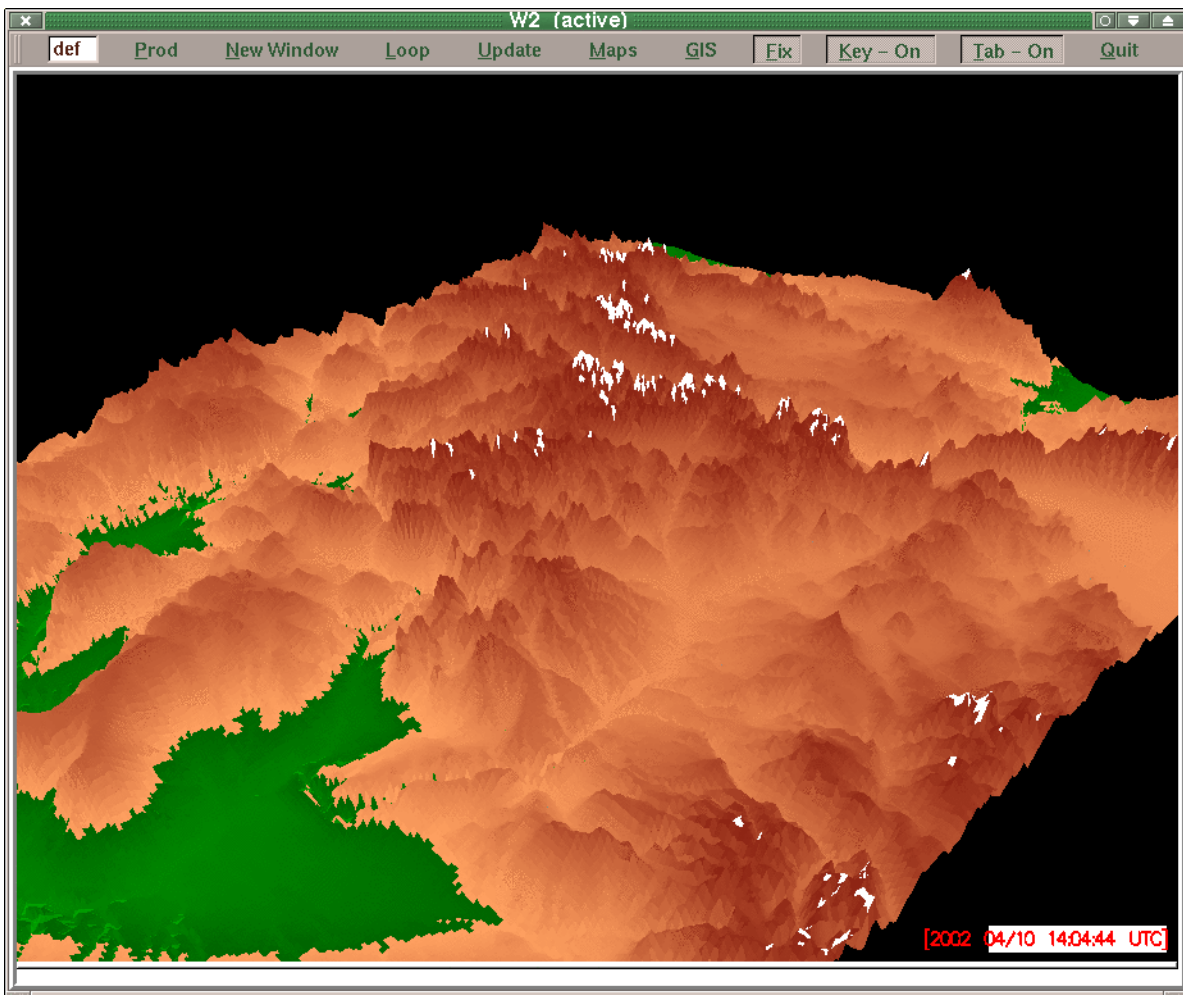 W2 (active)
def Prod New Window Loop Update Maps GIS Fix Key - On Tab - On Quit
[2002 04/10 14:04:44 UTC]